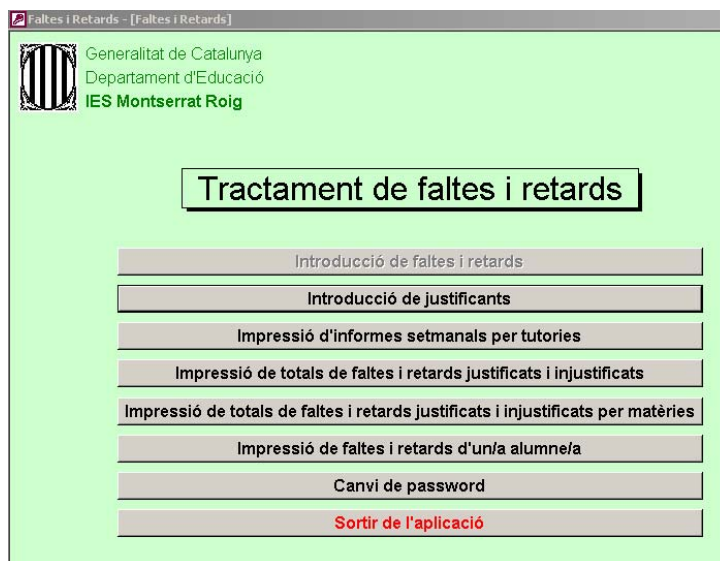 Faltes i Retards - [Faltes i Retards]
Generalitat de Catalunya
Departament d'Educació
IES Montserrat Roig
Tractament de faltes i retards
Introducció de faltes i retards
Introducció de justificants
Impressió d'informes setmanals per tutories
Impressió de totals de faltes i retards justificats i injustificats
Impressió de totals de faltes i retards justificats i injustificats per matèries
Impressió de faltes i retards d'un/a alumne/a
Canvi de password
Sortir de l'aplicació